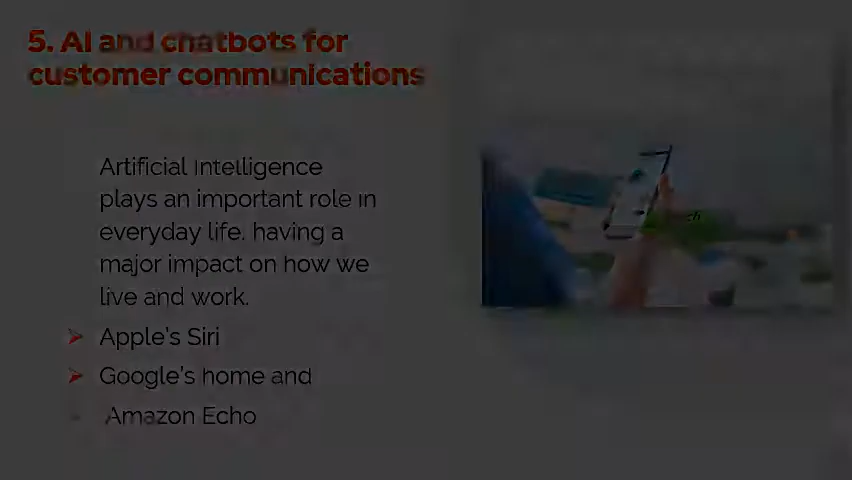 5. AI and chatbots for
customer communications
Artificial Intelligence
plays an important role in
everyday life, having a
major impact on how we
live and work.
➢ Apple's Siri
➢ Google's home and
Amazon Echo